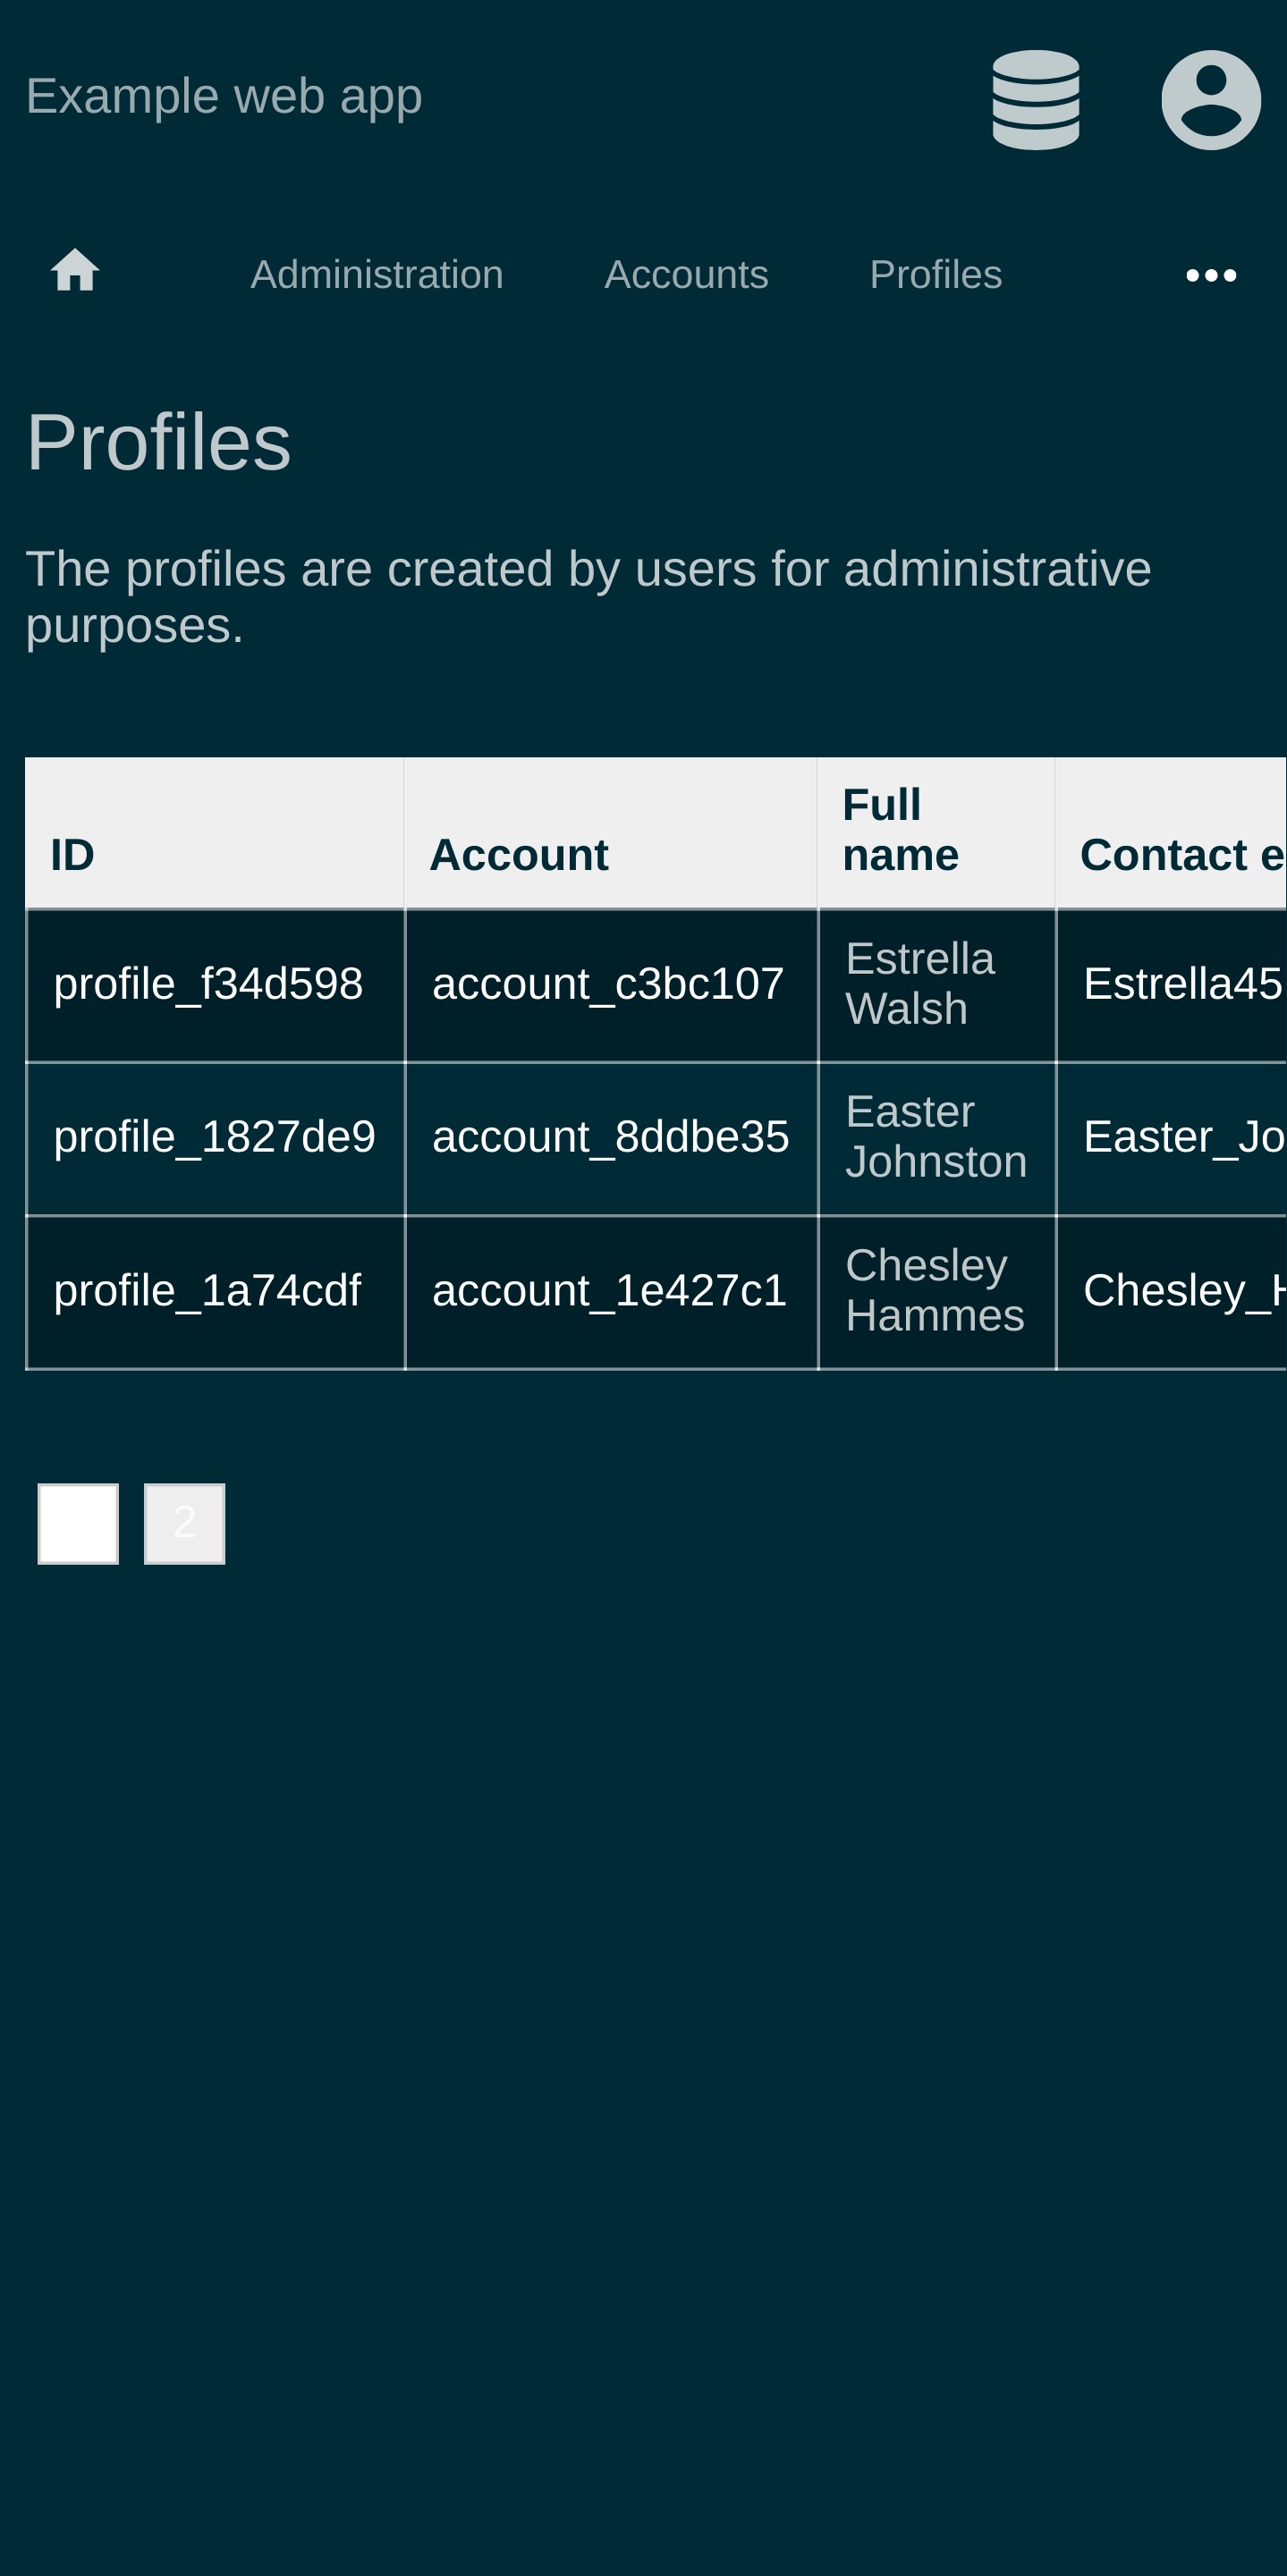 Example web app
Administration Accounts Profiles
Profiles
The profiles are created by users for administrative
purposes.
ID Account Full name Contact e
profile_f34d598 account_c3bc107 Estrella Walsh Estrella45
profile_1827de9 account_8ddbe35 Easter Johnston Easter_Jo
profile_1a74cdf account_1e427c1 Chesley Hammes Chesley_H
2